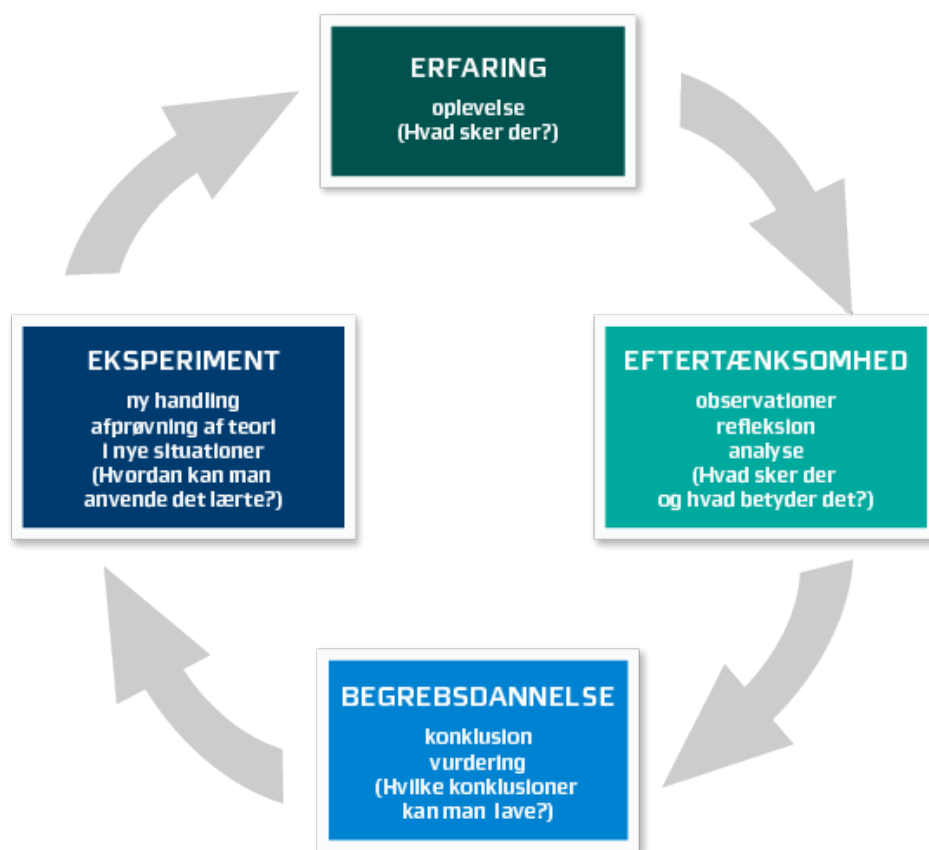 ERFARING
oplevelse
(Hvad sker der?)
EFTERTÆNKSOMHED
observationer
refleksion
analyse
(Hvad sker der
og hvad betyder det?)
BEGREBSDANNELSE
konklusion
vurdering
(Hvilke konklusioner
kan man lave?)
EKSPERIMENT
ny handling
afprøvning af teori
i nye situationer
(Hvordan kan man
anvende det lærte?)